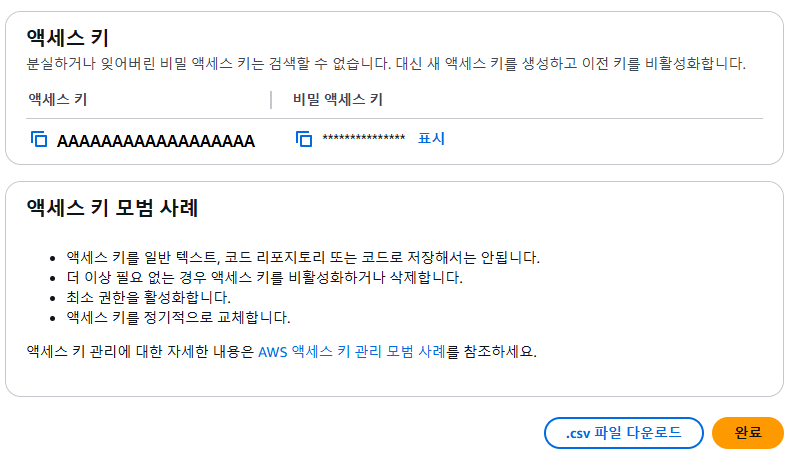 액세스 키
분실하거나 잊어버린 비밀 액세스 키는 검색할 수 없습니다. 대신 새 액세스 키를 생성하고 이전 키를 비활성화합니다.
액세스 키 비밀 액세스 키
AAAAAAAAAAAAAAAAAA *************** 표시
액세스 키 모범 사례
• 액세스 키를 일반 텍스트, 코드 리포지토리 또는 코드로 저장해서는 안됩니다.
• 더 이상 필요 없는 경우 액세스 키를 비활성화하거나 삭제합니다.
• 최소 권한을 활성화합니다.
• 액세스 키를 정기적으로 교체합니다.
액세스 키 관리에 대한 자세한 내용은 AWS 액세스 키 관리 모범 사례를 참조하세요.
.csv 파일 다운로드 완료